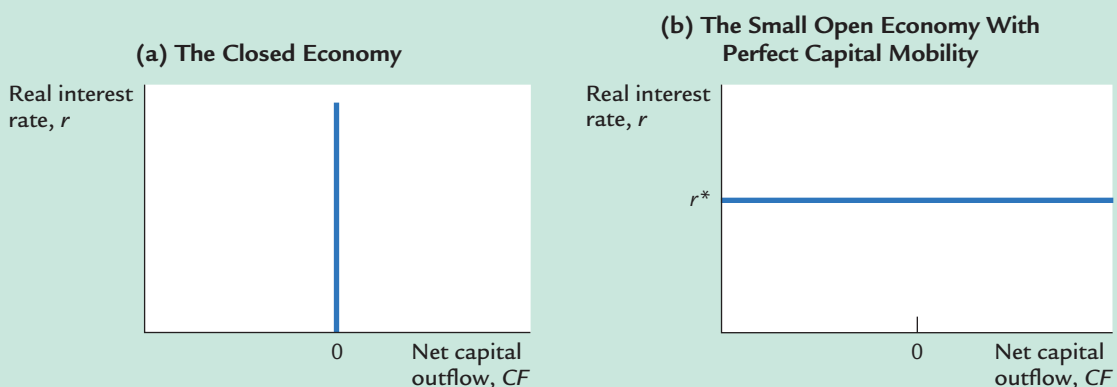 (a) The Closed Economy
Real interest
rate, r
0
Net capital
outflow, CF
(b) The Small Open Economy With
Perfect Capital Mobility
Real interest
rate, r
r*
0
Net capital
outflow, CF